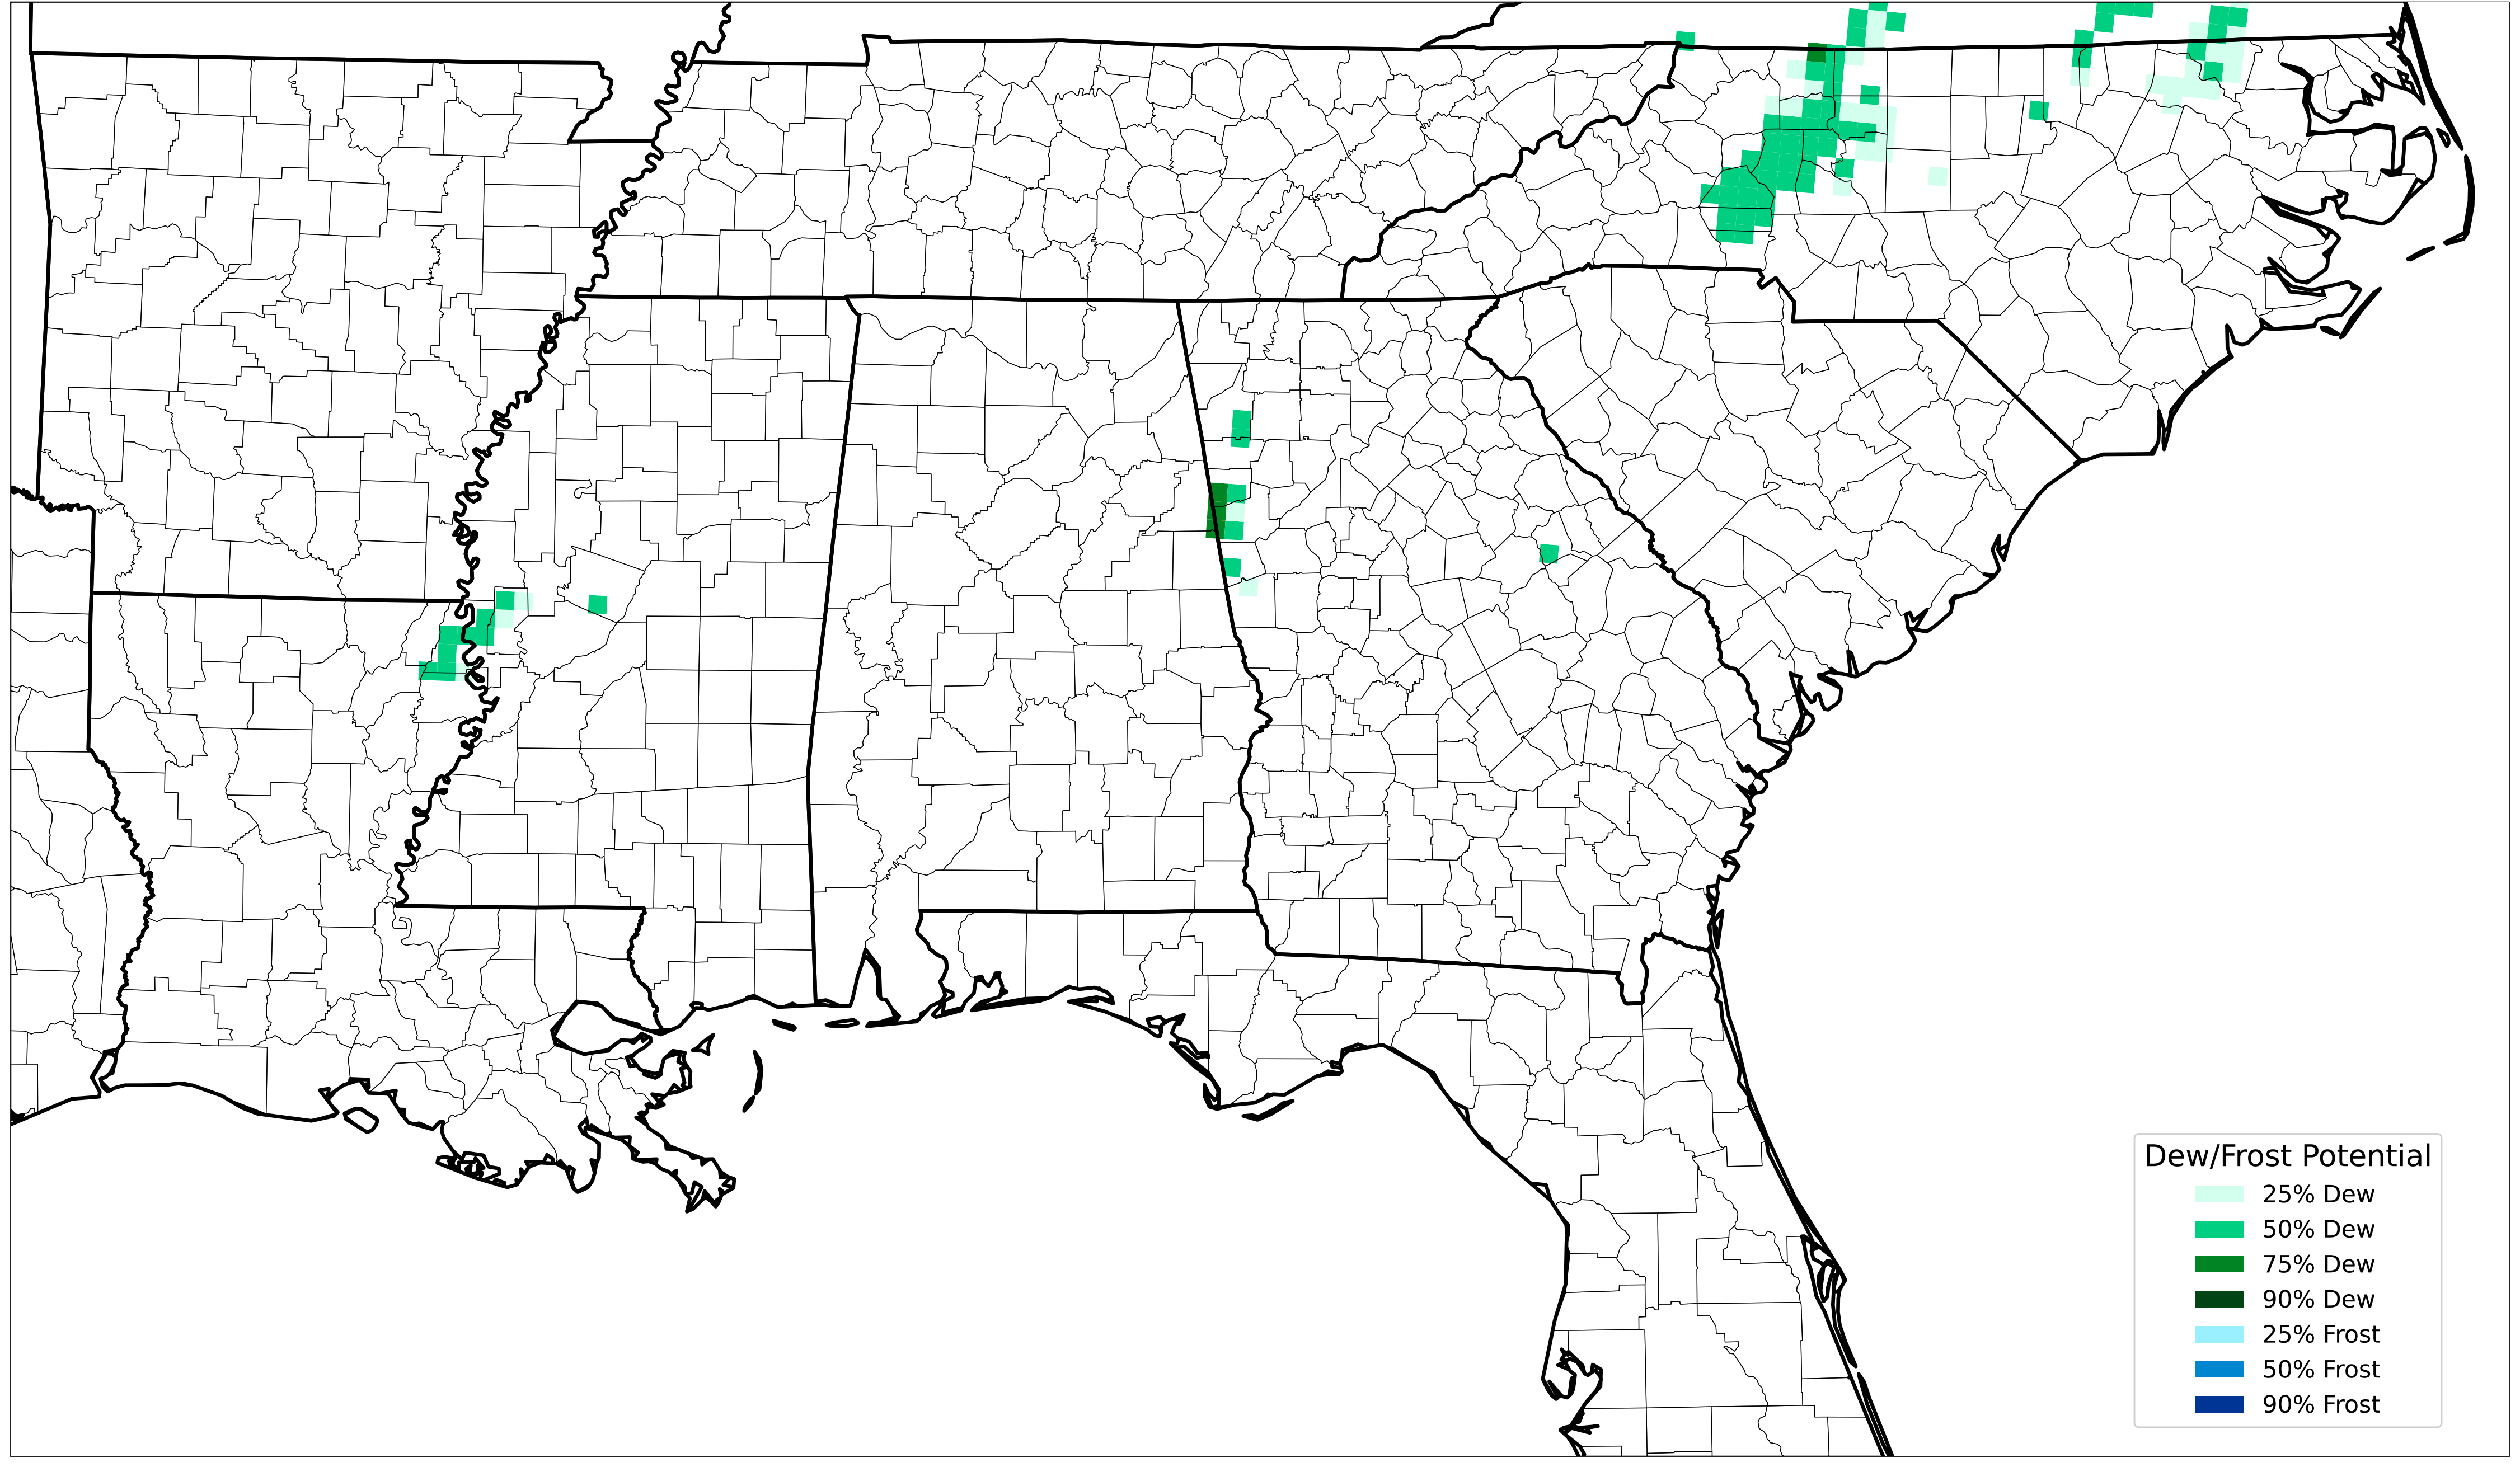 Dew/Frost Potential
25% Dew
50% Dew
75% Dew
90% Dew
25% Frost
50% Frost
90% Frost